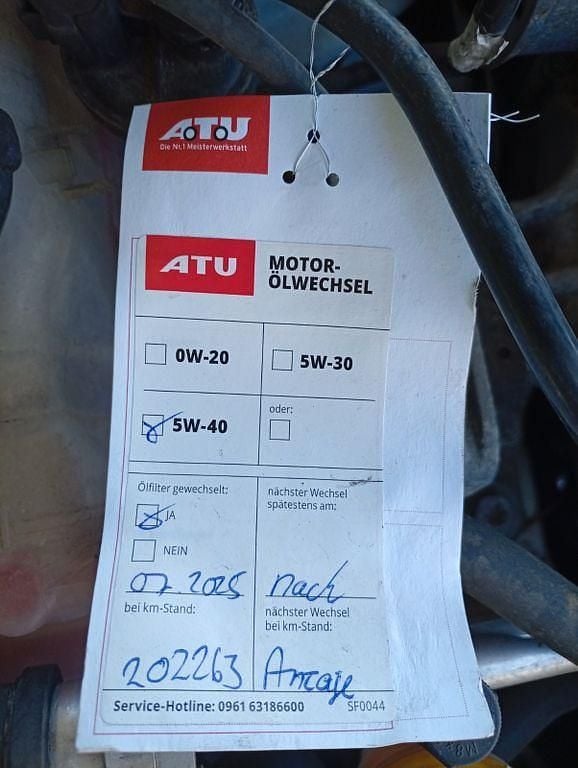 ATU
Die Nr.1 Meisterwerkstatt
ATU
MOTOR-
ÖLWECHSEL
0W-20
5W-30
5W-40
oder:
Ölfilter gewechselt:
JA
NEIN
07.2025
bei km-Stand:
202263
nächster Wechsel
spätestens am:
nach
nächster Wechsel
bei km-Stand:
Anzage
Service-Hotline: 0961 63186600
SF0044